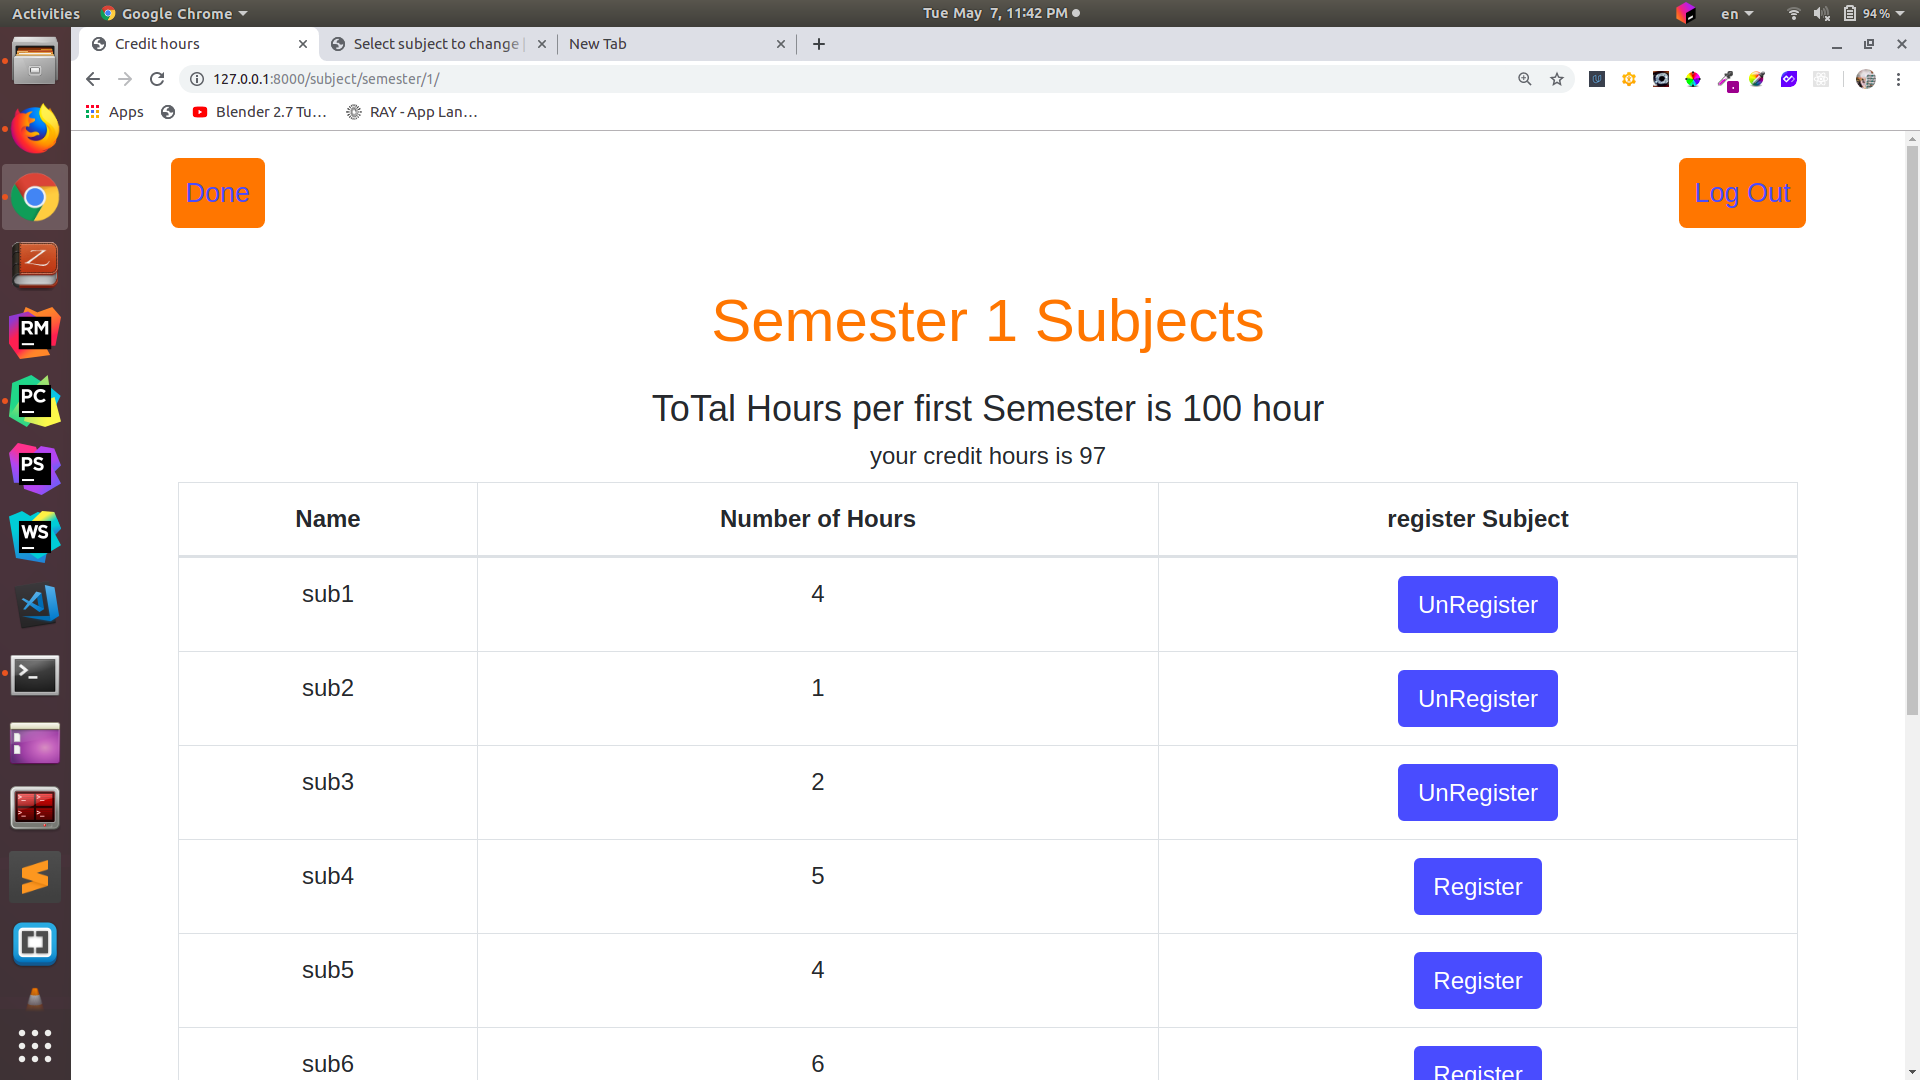 Activities Google Chrome Tue May 7, 11:42 PM en 94%
Credit hours Select subject to change New Tab
127.0.0.1:8000/subject/semester/1/
Apps Blender 2.7 Tu... RAY - App Lan...
Done Log Out
Semester 1 Subjects
ToTal Hours per first Semester is 100 hour
your credit hours is 97
Name Number of Hours register Subject
sub1 4 UnRegister
sub2 1 UnRegister
sub3 2 UnRegister
sub4 5 Register
sub5 4 Register
sub6 6 Register
RM
PC
PS
WS